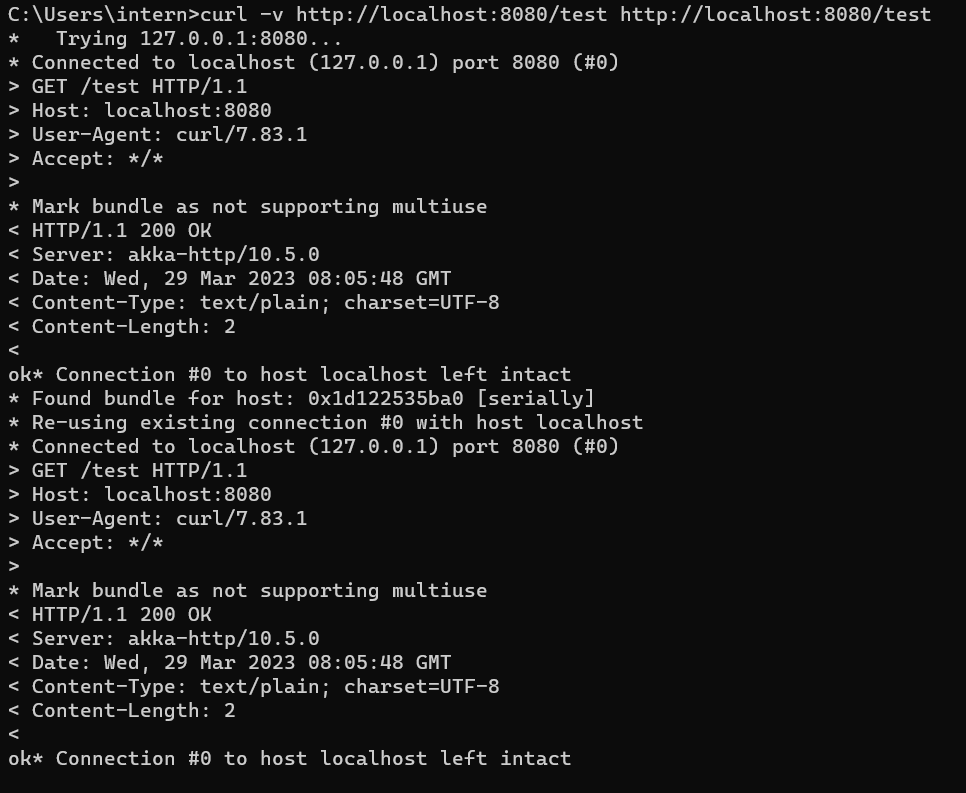 C:\Users\intern>curl -v http://localhost:8080/test http://localhost:8080/test
*   Trying 127.0.0.1:8080...
* Connected to localhost (127.0.0.1) port 8080 (#0)
> GET /test HTTP/1.1
> Host: localhost:8080
> User-Agent: curl/7.83.1
> Accept: */*
>
* Mark bundle as not supporting multiuse
< HTTP/1.1 200 OK
< Server: akka-http/10.5.0
< Date: Wed, 29 Mar 2023 08:05:48 GMT
< Content-Type: text/plain; charset=UTF-8
< Content-Length: 2
<
ok* Connection #0 to host localhost left intact
* Found bundle for host: 0x1d122535ba0 [serially]
* Re-using existing connection #0 with host localhost
* Connected to localhost (127.0.0.1) port 8080 (#0)
> GET /test HTTP/1.1
> Host: localhost:8080
> User-Agent: curl/7.83.1
> Accept: */*
>
* Mark bundle as not supporting multiuse
< HTTP/1.1 200 OK
< Server: akka-http/10.5.0
< Date: Wed, 29 Mar 2023 08:05:48 GMT
< Content-Type: text/plain; charset=UTF-8
< Content-Length: 2
<
ok* Connection #0 to host localhost left intact